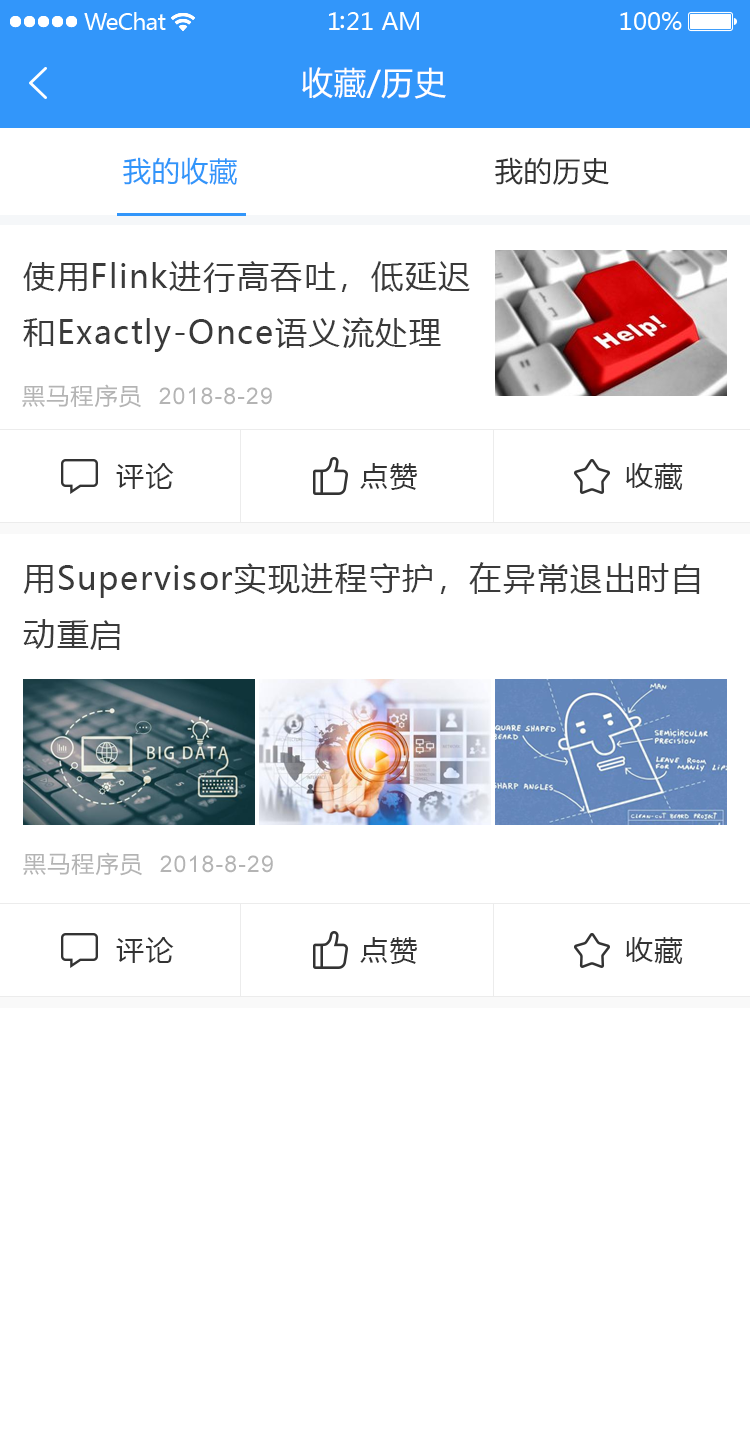 WeChat 1:21 AM 100%
收藏/历史
我的收藏 我的历史
使用Flink进行高吞吐，低延迟
和Exactly-Once语义流处理
Help!
黑马程序员 2018-8-29
评论 点赞 收藏
用Supervisor实现进程守护，在异常退出时自
动重启
BIG DATA
MAN
SQUARE SHAPED
BEARD
SEMICIRCULAR
PRECISION
LEAVE ROOM
FOR MANLY LIPS
SHARP ANGLES
CLEAN-CUT BEARD PROJECT
黑马程序员 2018-8-29
评论 点赞 收藏